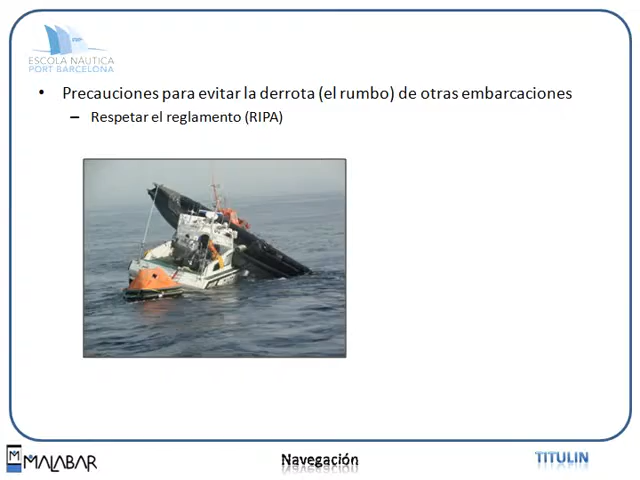 ESCOLA NÀUTICA
PORT BARCELONA
• Precauciones para evitar la derrota (el rumbo) de otras embarcaciones
– Respetar el reglamento (RIPA)
MALABAR
Navegación
TITULIN